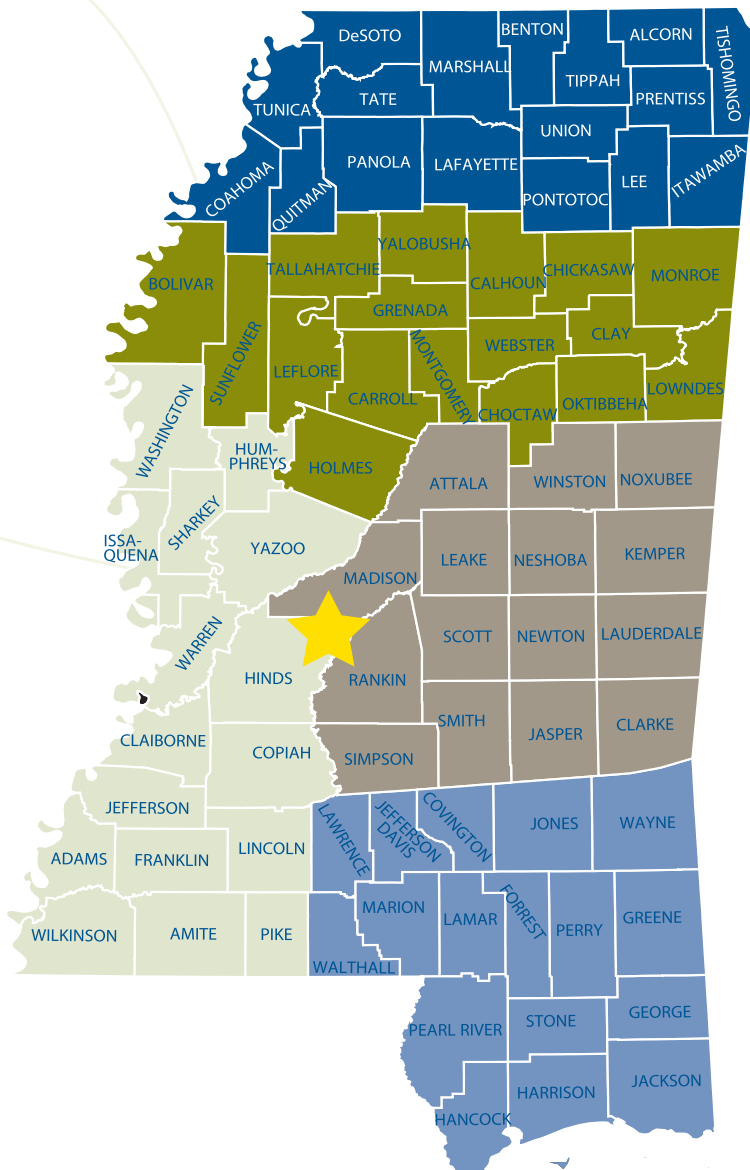 DeSOTO
BENTON
ALCORN
TISHOMINGO
MARSHALL
TIPPAH
TATE
PRENTISS
TUNICA
UNION
PANOLA
LAFAYETTE
ITAWAMBA
COAHOMA
QUITMAN
LEE
PONTOTOC
YALOBUSHA
TALLAHATCHIE
CHICKASAW
MONROE
BOLIVAR
CALHOUN
GRENADA
CLAY
WEBSTER
SUNFLOWER
LEFLORE
MONTGOMERY
LOWNDES
CARROLL
OKTIBBEHA
CHOCTAW
WASHINGTON
HUM-
PHREYS
HOLMES
ATTALA
WINSTON
NOXUBEE
SHARKEY
ISSA-
QUENA
YAZOO
LEAKE
NESHOBA
KEMPER
MADISON
WARREN
SCOTT
NEWTON
LAUDERDALE
HINDS
RANKIN
SMITH
JASPER
CLARKE
CLAIBORNE
COPIAH
SIMPSON
JEFFERSON
LAWRENCE
JEFFERSON
DAVIS
COVINGTON
JONES
WAYNE
LINCOLN
ADAMS
FRANKLIN
MARION
LAMAR
FORREST
PERRY
GREENE
WILKINSON
AMITE
PIKE
WALTHALL
PEARL RIVER
STONE
GEORGE
HARRISON
JACKSON
HANCOCK